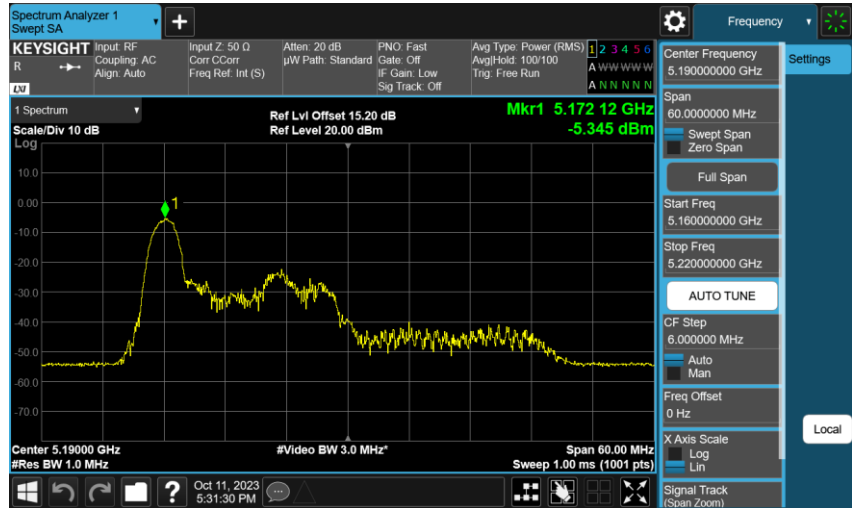 Spectrum Analyzer 1
Swept SA
Frequency
KEYSIGHT
R
LXI
Input: RF
Coupling: AC
Align: Auto
Input Z: 50 Ω
Corr CCorr
Freq Ref: Int (S)
Atten: 20 dB
µW Path: Standard
PNO: Fast
Gate: Off
IF Gain: Low
Sig Track: Off
Avg Type: Power (RMS)
Avg|Hold: 100/100
Trig: Free Run
1 2 3 4 5 6
A W W W W W
A N N N N N
1 Spectrum
Scale/Div 10 dB
Log
Ref Lvl Offset 15.20 dB
Ref Level 20.00 dBm
Mkr1 5.172 12 GHz
-5.345 dBm
10.0
0.00
-10.0
-20.0
-30.0
-40.0
-50.0
-60.0
-70.0
1
Center 5.19000 GHz
#Res BW 1.0 MHz
#Video BW 3.0 MHz*
Span 60.00 MHz
Sweep 1.00 ms (1001 pts)
?
Oct 11, 2023
5:31:30 PM
Center Frequency
5.190000000 GHz
Settings
Span
60.0000000 MHz
Swept Span
Zero Span
Full Span
Start Freq
5.160000000 GHz
Stop Freq
5.220000000 GHz
AUTO TUNE
CF Step
6.000000 MHz
Auto
Man
Freq Offset
0 Hz
X Axis Scale
Log
Lin
Signal Track
(Span Zoom)
Local